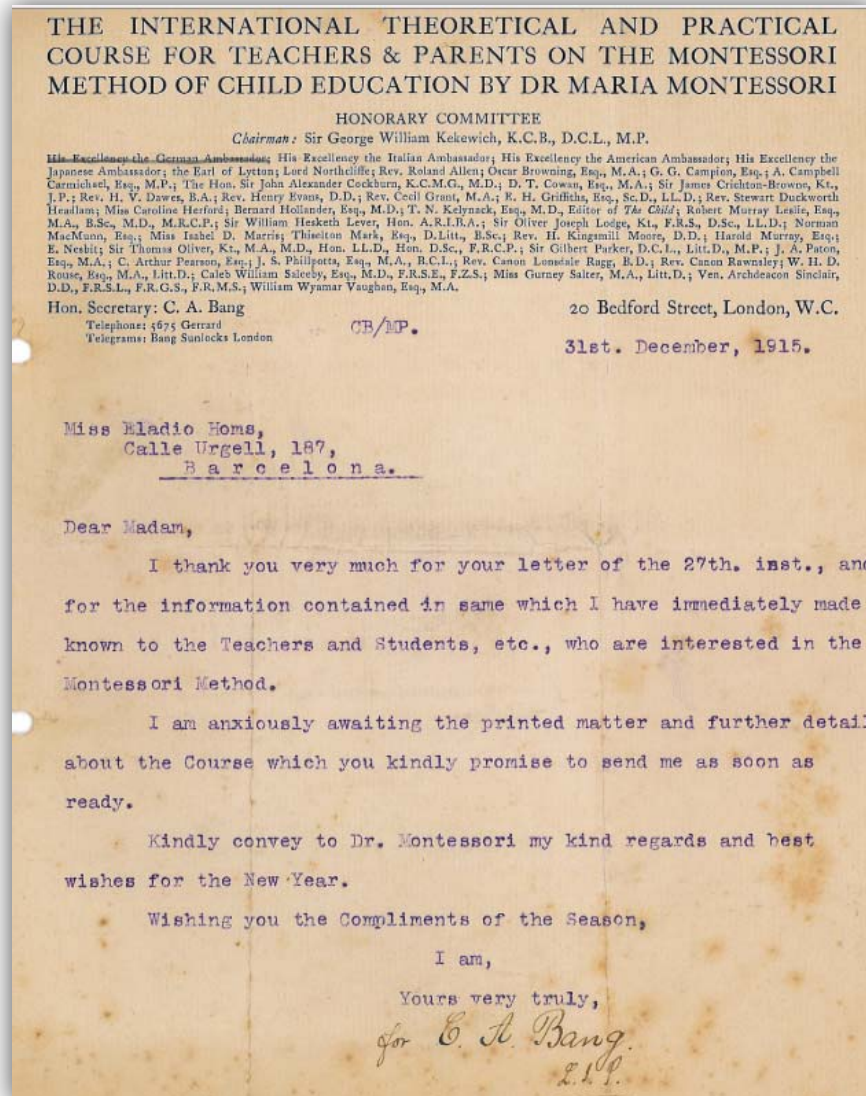 THE INTERNATIONAL THEORETICAL AND PRACTICAL
COURSE FOR TEACHERS & PARENTS ON THE MONTESSORI
METHOD OF CHILD EDUCATION BY DR MARIA MONTESSORI
HONORARY COMMITTEE
Chairman: Sir George William Kekewich, K.C.B., D.C.L., M.P.
His Excellency the German Ambassador; His Excellency the Italian Ambassador; His Excellency the American Ambassador; His Excellency the
Japanese Ambassador; the Earl of Lytton; Lord Northcliffe; Rev. Roland Allen; Oscar Browning, Esq., M.A.; G. G. Campion, Esq.; A. Campbell
Carmichael, Esq., M.P.; The Hon. Sir John Alexander Cockburn, K.C.M.G., M.D.; D. T. Cowan, Esq., M.A.; Sir James Crichton-Browne, Kt.,
J.P.; Rev. H. V. Dawes, B.A.; Rev. Henry Evans, D.D.; Rev. Cecil Grant, M.A.; E. H. Griffiths, Esq., Sc.D., LL.D.; Rev. Stewart Duckworth
Headlam; Miss Caroline Herford; Bernard Hollander, Esq., M.D.; T. N. Kelynack, Esq., M.D., Editor of The Child; Robert Murray Leslie, Esq.,
M.A., B.Sc., M.D., M.R.C.P.; Sir William Hesketh Lever, Hon. A.R.I.B.A.; Sir Oliver Joseph Lodge, Kt., F.R.S., D.Sc., LL.D.; Norman
MacMunn, Esq.; Miss Isabel D. Marris; Thiselton Mark, Esq., D.Litt., B.Sc.; Rev. H. Kingsmill Moore, D.D.; Harold Murray, Esq.;
E. Nesbit; Sir Thomas Oliver, Kt., M.A., M.D., Hon. LL.D., Hon. D.Sc., F.R.C.P.; Sir Gilbert Parker, D.C.L., Litt.D., M.P.; J. A. Paton,
Esq., M.A.; C. Arthur Pearson, Esq.; J. S. Philpotts, Esq., M.A., B.C.L.; Rev. Canon Lonsdale Ragg, B.D.; Rev. Canon Rawnsley; W. H. D.
Rouse, Esq., M.A., Litt.D.; Caleb William Saleeby, Esq., M.D., F.R.S.E., F.Z.S.; Miss Gurney Salter, M.A., Litt.D.; Ven. Archdeacon Sinclair,
D.D., F.R.S.L., F.R.G.S., F.R.M.S.; William Wyamar Vaughan, Esq., M.A.
Hon. Secretary: C. A. Bang
20 Bedford Street, London, W.C.
Telephone: 5675 Gerrard
Telegrams: Bang Sunlocks London
CB/MP.
31st. December, 1915.
Miss Eladio Homs,
Calle Urgell, 187,
Barcelona.
Dear Madam,
I thank you very much for your letter of the 27th. inst., and
for the information contained in same which I have immediately made
known to the Teachers and Students, etc., who are interested in the
Montessori Method.
I am anxiously awaiting the printed matter and further detail
about the Course which you kindly promise to send me as soon as
ready.
Kindly convey to Dr. Montessori my kind regards and best
wishes for the New Year.
Wishing you the Compliments of the Season,
I am,
Yours very truly,
for C. A. Bang.